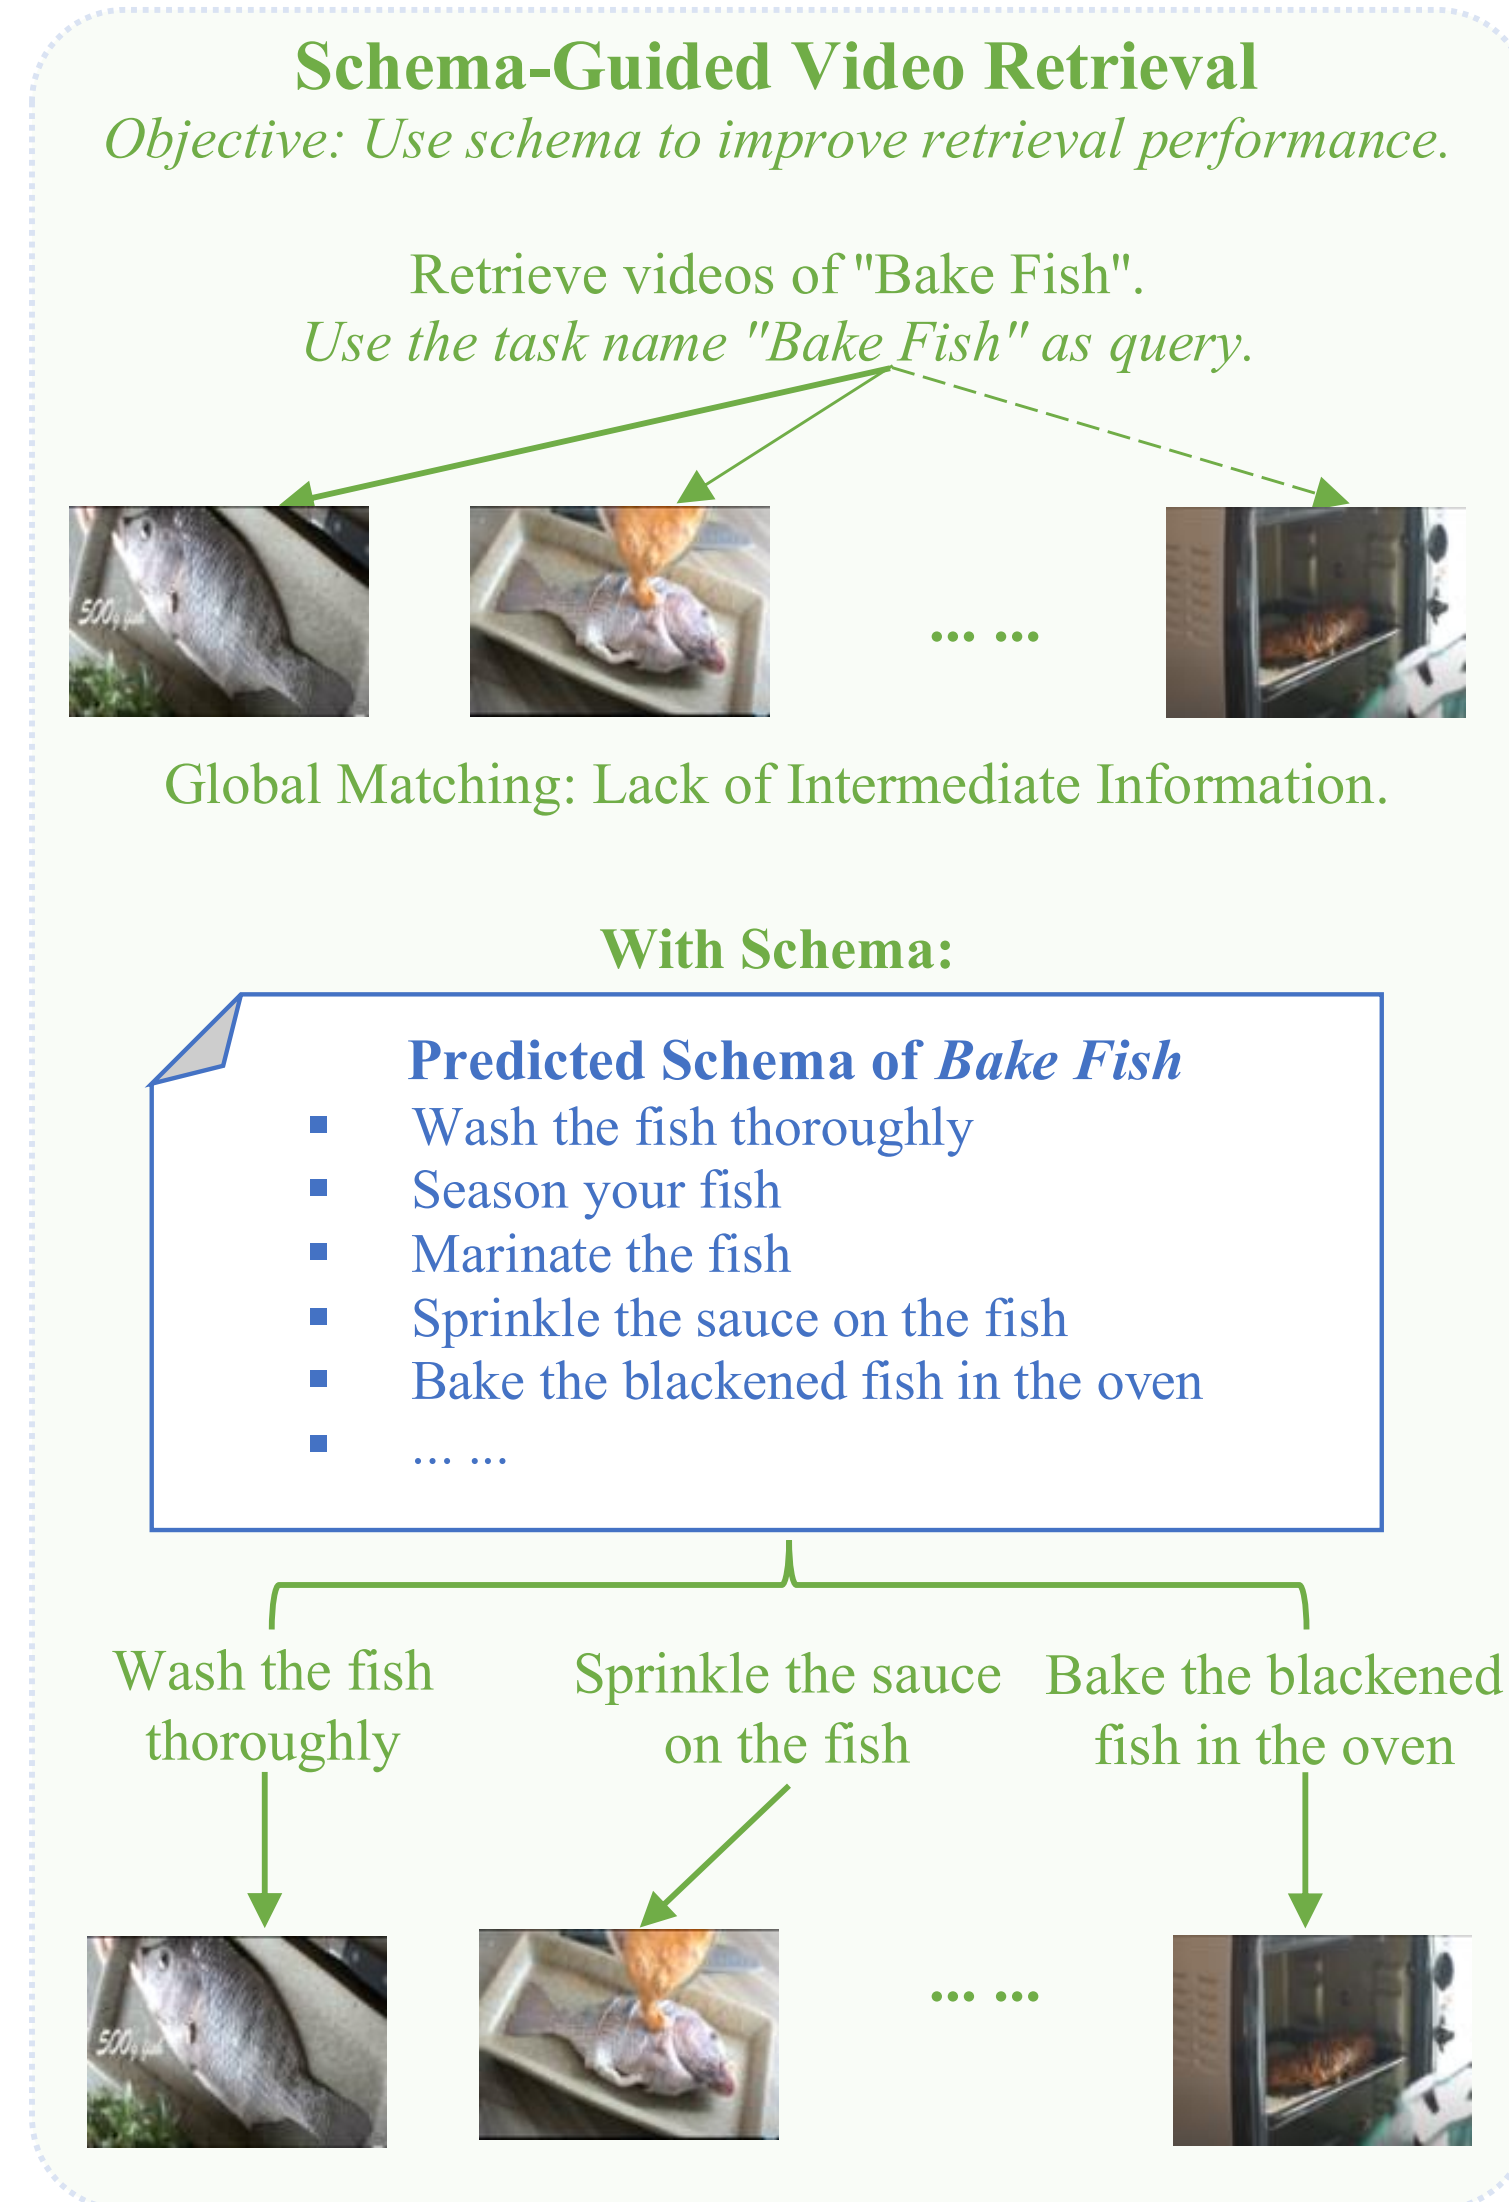 Schema-Guided Video Retrieval
Objective: Use schema to improve retrieval performance.
Retrieve videos of "Bake Fish".
Use the task name "Bake Fish" as query.
500g fish
... ...
Global Matching: Lack of Intermediate Information.
With Schema:
Predicted Schema of Bake Fish
▪ Wash the fish thoroughly
▪ Season your fish
▪ Marinate the fish
▪ Sprinkle the sauce on the fish
▪ Bake the blackened fish in the oven
▪ ... ...
Wash the fish
thoroughly
Sprinkle the sauce
on the fish
Bake the blackened
fish in the oven
500g fish
... ...